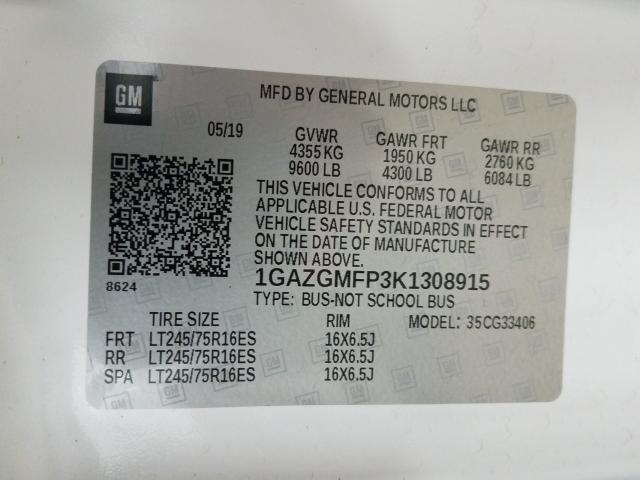 GM
MFD BY GENERAL MOTORS LLC
05/19 GVWR GAWR FRT GAWR RR
4355 KG 1950 KG 2760 KG
9600 LB 4300 LB 6084 LB
THIS VEHICLE CONFORMS TO ALL
APPLICABLE U.S. FEDERAL MOTOR
VEHICLE SAFETY STANDARDS IN EFFECT
ON THE DATE OF MANUFACTURE
SHOWN ABOVE.
8624
1GAZGMFP3K1308915
TYPE: BUS-NOT SCHOOL BUS
TIRE SIZE RIM MODEL: 35CG33406
FRT LT245/75R16ES 16X6.5J
RR LT245/75R16ES 16X6.5J
SPA LT245/75R16ES 16X6.5J